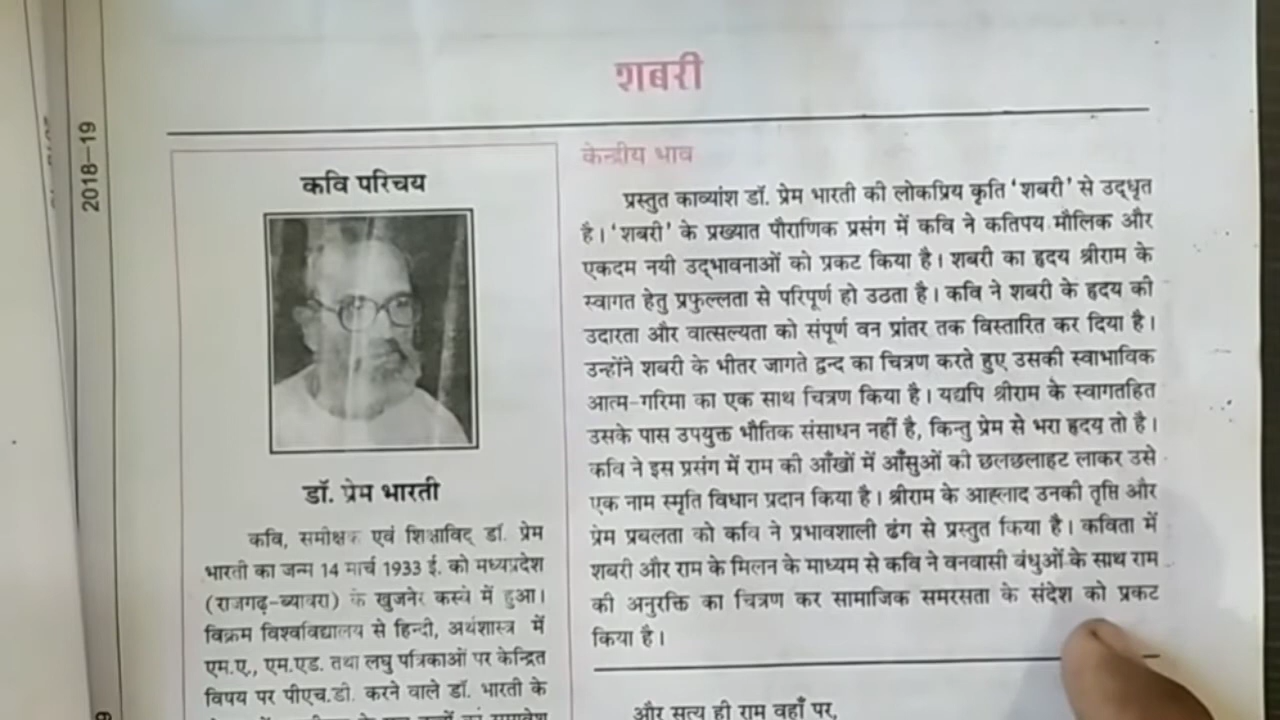 शबरी
2018–19
कवि परिचय
डॉ. प्रेम भारती
कवि, समीक्षक एवं शिक्षाविद् डॉ. प्रेम
भारती का जन्म 14 मार्च 1933 ई. को मध्यप्रदेश
(राजगढ़-ब्यावरा) के खुजनेर कस्बे में हुआ।
विक्रम विश्वविद्यालय से हिन्दी, अर्थशास्त्र में
एम.ए., एम.एड. तथा लघु पत्रिकाओं पर केन्द्रित
विषय पर पीएच.डी. करने वाले डॉ. भारती के
केन्द्रीय भाव
प्रस्तुत काव्यांश डॉ. प्रेम भारती की लोकप्रिय कृति ‘शबरी’ से उद्धृत
है। ‘शबरी’ के प्रख्यात पौराणिक प्रसंग में कवि ने कतिपय मौलिक और
एकदम नयी उद्भावनाओं को प्रकट किया है। शबरी का हृदय श्रीराम के
स्वागत हेतु प्रफुल्लता से परिपूर्ण हो उठता है। कवि ने शबरी के हृदय की
उदारता और वात्सल्यता को संपूर्ण वन प्रांतर तक विस्तारित कर दिया है।
उन्होंने शबरी के भीतर जागते द्वन्द का चित्रण करते हुए उसकी स्वाभाविक
आत्म-गरिमा का एक साथ चित्रण किया है। यद्यपि श्रीराम के स्वागतहित
उसके पास उपयुक्त भौतिक संसाधन नहीं है, किन्तु प्रेम से भरा हृदय तो है।
कवि ने इस प्रसंग में राम की आँखों में आँसुओं की छलछलाहट लाकर उसे
एक नाम स्मृति विधान प्रदान किया है। श्रीराम के आह्लाद उनकी तृप्ति और
प्रेम प्रबलता को कवि ने प्रभावशाली ढंग से प्रस्तुत किया है। कविता में
शबरी और राम के मिलन के माध्यम से कवि ने वनवासी बंधुओं के साथ राम
की अनुरक्ति का चित्रण कर सामाजिक समरसता के संदेश को प्रकट
किया है।
और सत्य ही राम वहाँ पर,